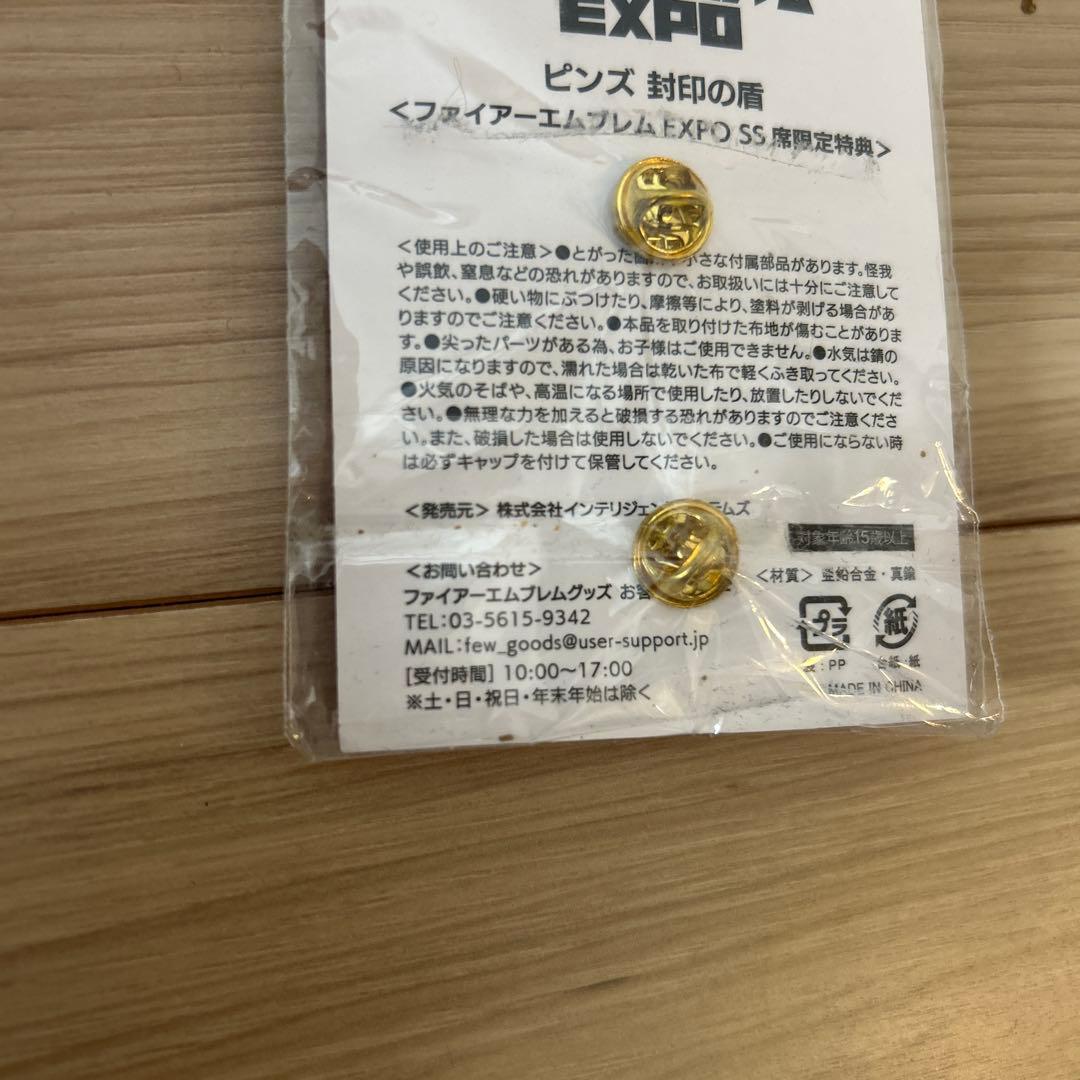 EXPO
ピンズ 封印の盾
＜ファイアーエムブレム EXPO SS 席限定特典＞
＜使用上のご注意＞●とがった 小さな付属部品があります。怪我
や誤飲、窒息などの恐れがありますので、お取扱いには十分にご注意して
ください。●硬い物にぶつけたり、摩擦等により、塗料が剥げる場合があ
りますのでご注意ください。●本品を取り付けた布地が傷むことがありま
す。●尖ったパーツがある為、お子様はご使用できません。●水気は錆の
原因になりますので、濡れた場合は乾いた布で軽くふき取ってください。
●火気のそばや、高温になる場所で使用したり、放置したりしないでくだ
さい。●無理な力を加えると破損する恐れがありますのでご注意くださ
い。また、破損した場合は使用しないでください。●ご使用にならない時
は必ずキャップを付けて保管してください。
＜発売元＞ 株式会社インテリジェン テムズ
対象年齢15歳以上
＜お問い合わせ＞
＜材質＞ 亜鉛合金・真鍮
ファイアーエムブレムグッズ お客
TEL：03-5615-9342
MAIL：few_goods@user-support.jp
[受付時間] 10:00～17:00
※土・日・祝日・年末年始は除く
プラ
紙
：PP
台紙：紙
MADE IN CHINA